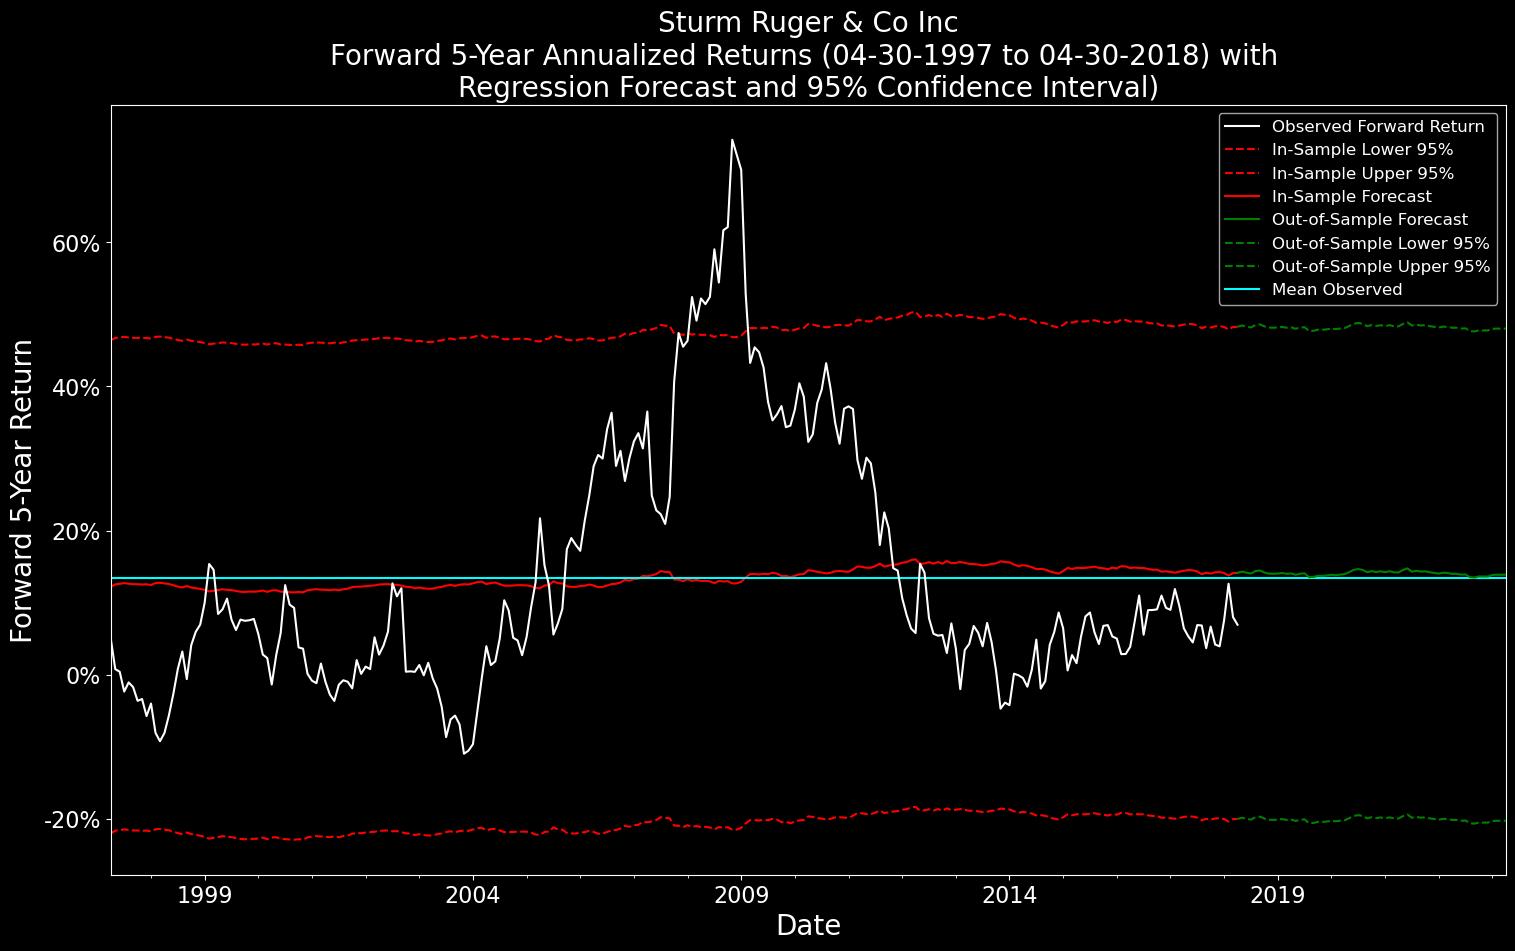 Sturm Ruger & Co Inc
Forward 5-Year Annualized Returns (04-30-1997 to 04-30-2018) with
Regression Forecast and 95% Confidence Interval)
Observed Forward Return
In-Sample Lower 95%
In-Sample Upper 95%
In-Sample Forecast
Out-of-Sample Forecast
Out-of-Sample Lower 95%
Out-of-Sample Upper 95%
Mean Observed
Forward 5-Year Return
60%
40%
20%
0%
-20%
1999 2004 2009 2014 2019
Date